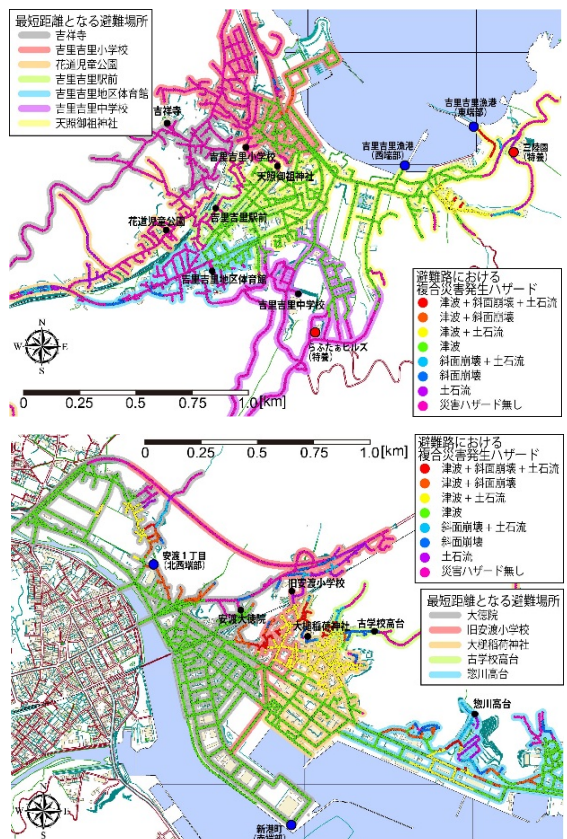 最短距離となる避難場所
吉祥寺
吉里吉里小学校
花道児童公園
吉里吉里駅前
吉里吉里地区体育館
吉里吉里中学校
天照御祖神社
吉祥寺
吉里吉里小学校
天照御祖神社
吉里吉里漁港
(東端部)
吉里吉里漁港
(西端部)
三陸園
(特養)
花道児童公園
吉里吉里駅前
吉里吉里地区体育館
吉里吉里中学校
らふたぁヒルズ
(特養)
避難路における
複合災害発生ハザード
津波+斜面崩壊+土石流
津波+斜面崩壊
津波+土石流
津波
斜面崩壊+土石流
斜面崩壊
土石流
災害ハザード無し
N
W
E
S
0 0.25 0.5 0.75 1.0[km]
0 0.25 0.5 0.75 1.0[km]
避難路における
複合災害発生ハザード
津波+斜面崩壊+土石流
津波+斜面崩壊
津波+土石流
津波
斜面崩壊+土石流
斜面崩壊
土石流
災害ハザード無し
最短距離となる避難場所
大徳院
旧安渡小学校
大槌稲荷神社
古学校高台
惣川高台
安渡1丁目
(北西端部)
旧安渡小学校
安渡大徳院
大槌稲荷神社
古学校高台
惣川高台
新港町
N
W
S